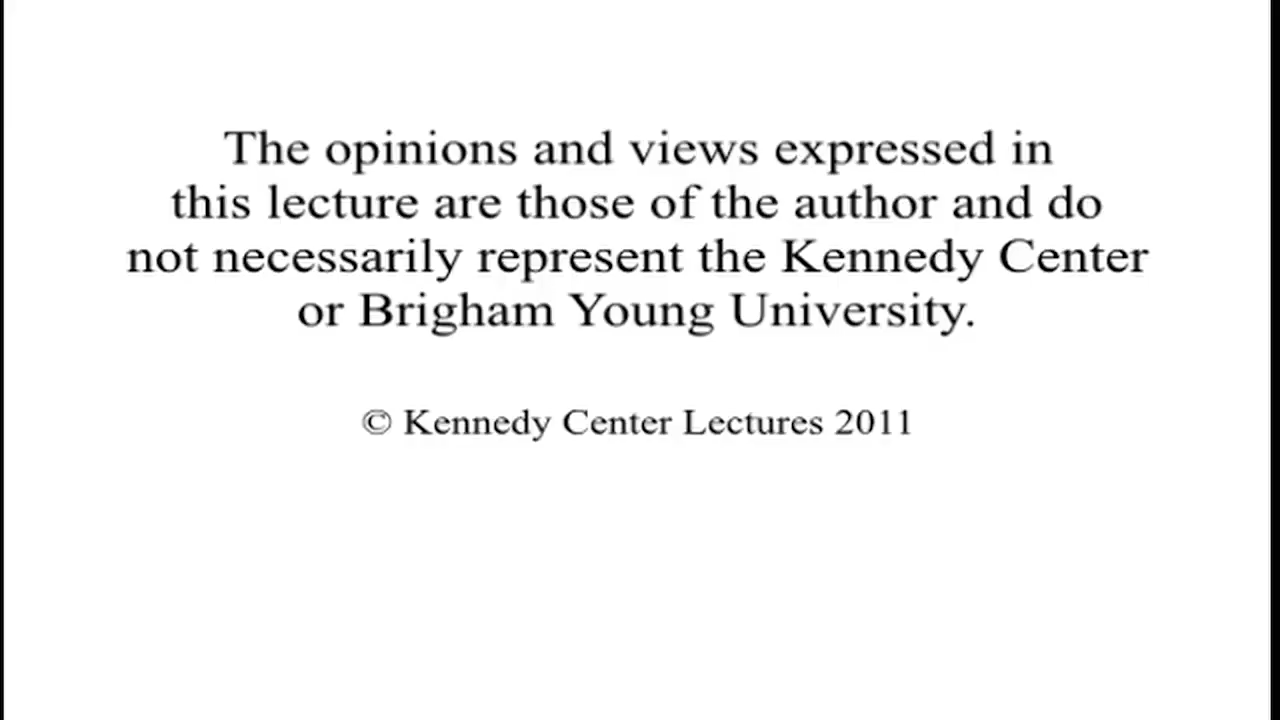 The opinions and views expressed in
this lecture are those of the author and do
not necessarily represent the Kennedy Center
or Brigham Young University.
© Kennedy Center Lectures 2011